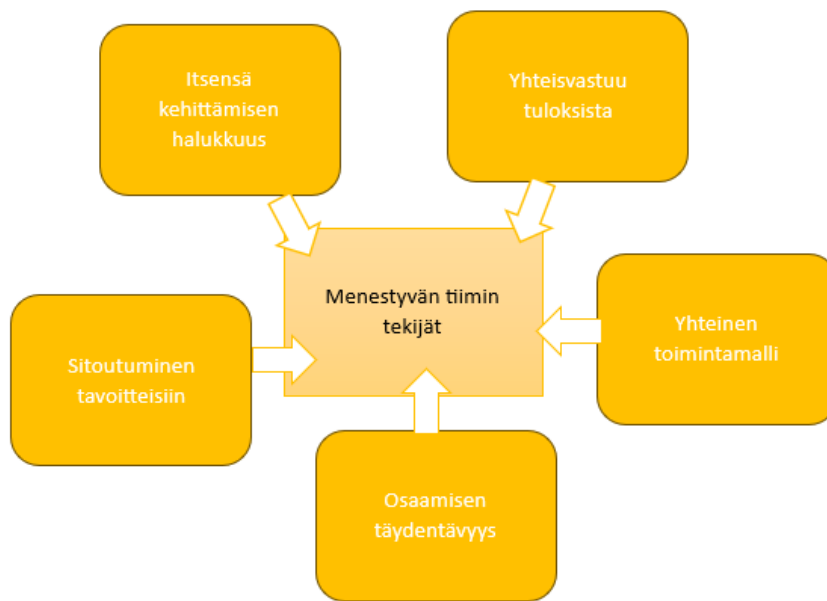 Itsensä
kehittämisen
halukkuus
Yhteisvastuu
tuloksista
Menestyvän tiimin
tekijät
Yhteinen
toimintamalli
Sitoutuminen
tavoitteisiin
Osaamisen
täydentävyys